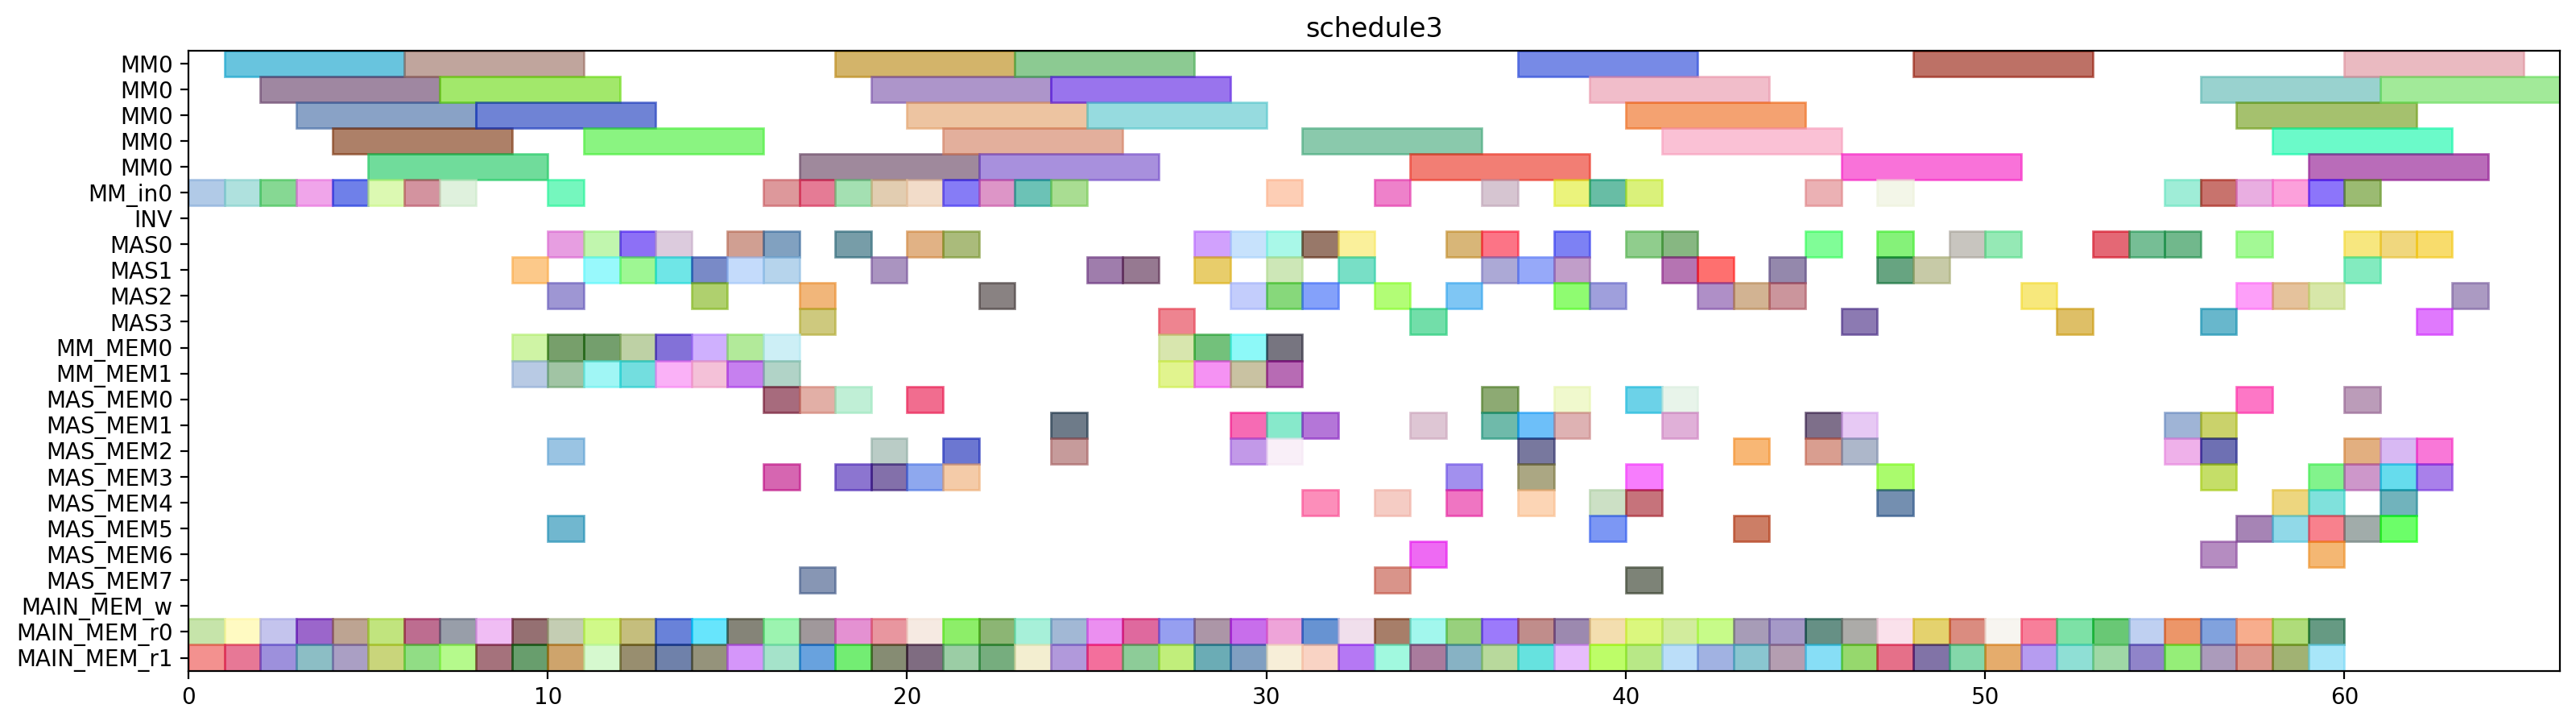 schedule3
MM0
MM0
MM0
MM0
MM0
MM_in0
INV
MAS0
MAS1
MAS2
MAS3
MM_MEM0
MM_MEM1
MAS_MEM0
MAS_MEM1
MAS_MEM2
MAS_MEM3
MAS_MEM4
MAS_MEM5
MAS_MEM6
MAS_MEM7
MAIN_MEM_w
MAIN_MEM_r0
MAIN_MEM_r1
0 10 20 30 40 50 60